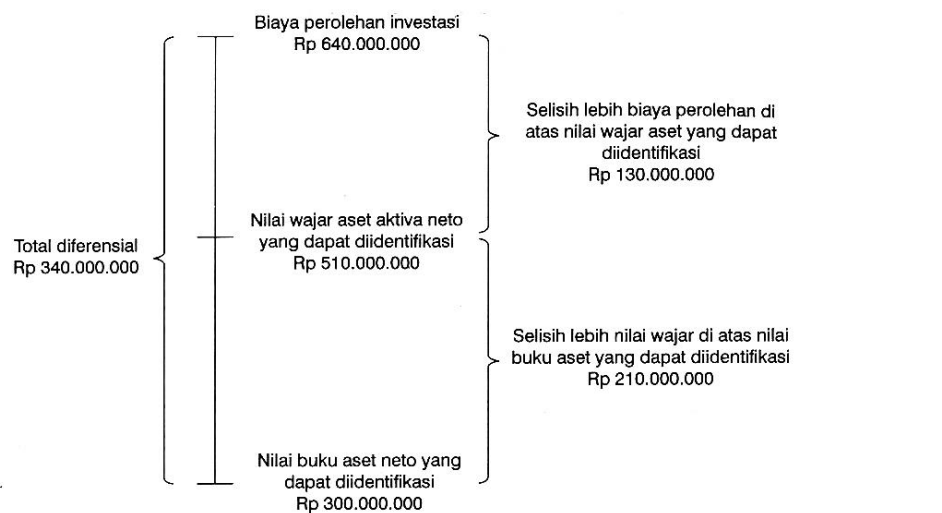 Biaya perolehan investasi
Rp 640.000.000
Selisih lebih biaya perolehan di
atas nilai wajar aset yang dapat
diidentifikasi
Rp 130.000.000
Nilai wajar aset aktiva neto
yang dapat diidentifikasi
Rp 510.000.000
Total diferensial
Rp 340.000.000
Selisih lebih nilai wajar di atas nilai
buku aset yang dapat diidentifikasi
Rp 210.000.000
Nilai buku aset neto yang
dapat diidentifikasi
Rp 300.000.000